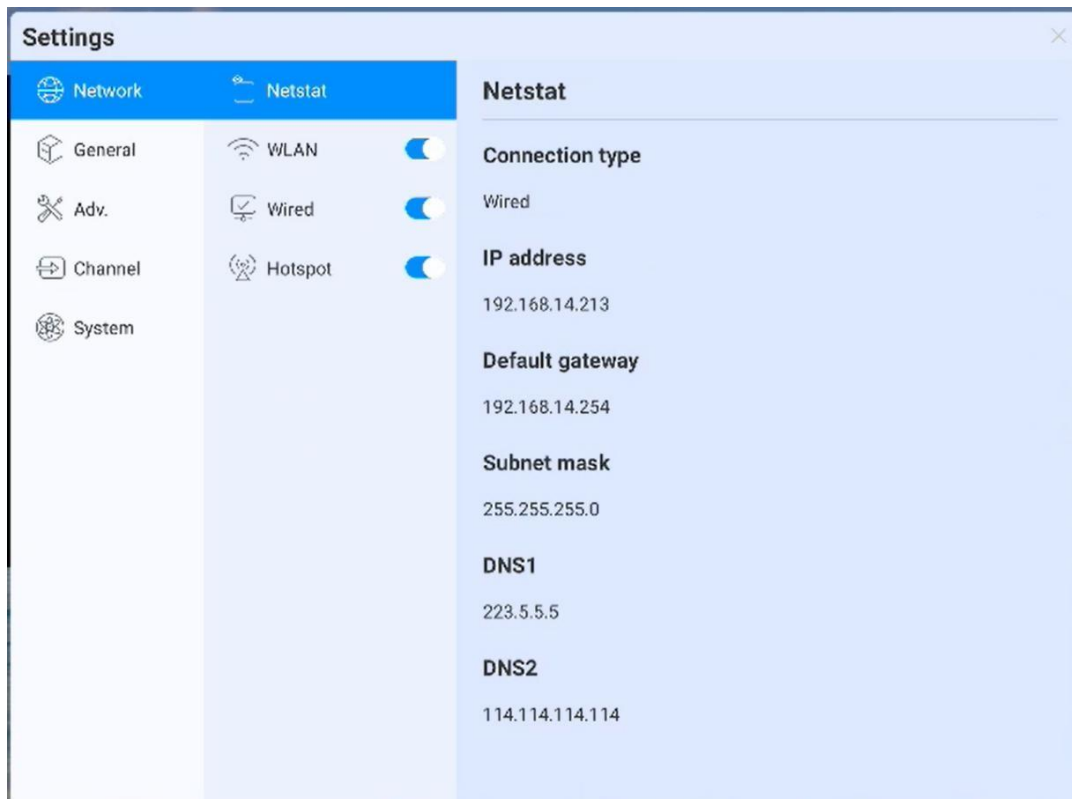 Settings
Network
General
Adv.
Channel
System
Netstat
WLAN
Wired
Hotspot
Netstat
Connection type
Wired
IP address
192.168.14.213
Default gateway
192.168.14.254
Subnet mask
255.255.255.0
DNS1
223.5.5.5
DNS2
114.114.114.114